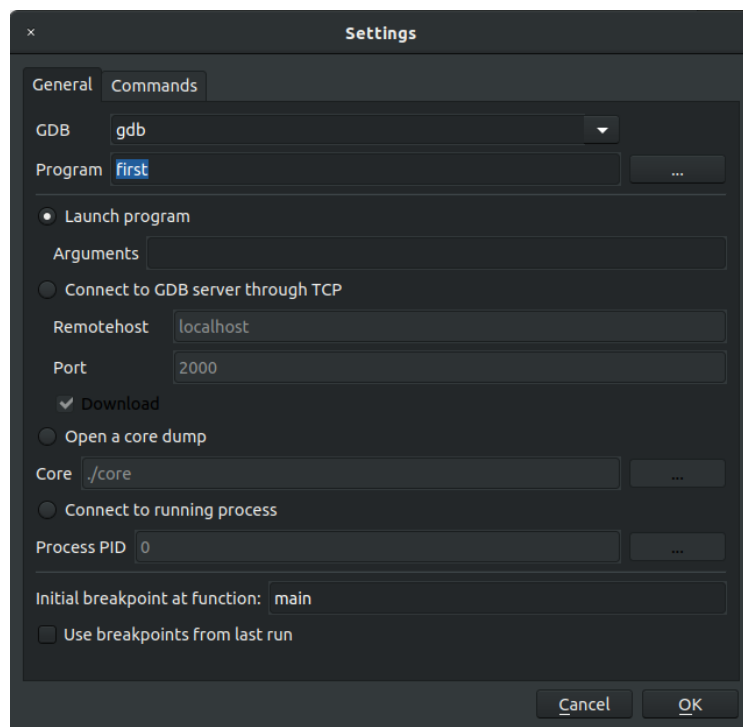 ×
Settings
General Commands
GDB gdb
Program first ...
Launch program
Arguments
Connect to GDB server through TCP
Remotehost localhost
Port 2000
Download
Open a core dump
Core ./core ...
Connect to running process
Process PID 0 ...
Initial breakpoint at function: main
Use breakpoints from last run
Cancel OK